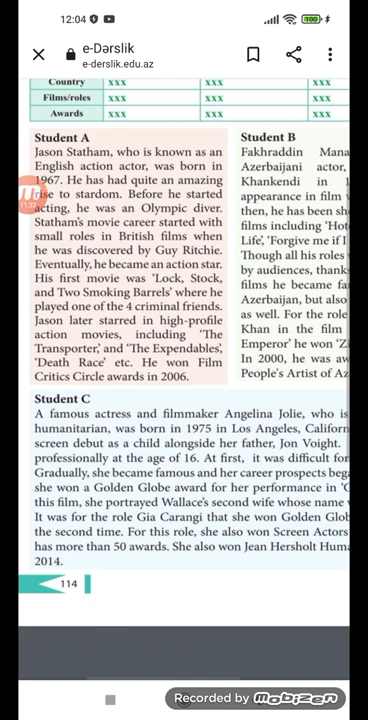 12:04
100
e-Dərslik
e-derslik.edu.az
Country xxx xxx xxx
Films/roles xxx xxx xxx
Awards xxx xxx xxx
Student A
Jason Statham, who is known as an
English action actor, was born in
1967. He has had quite an amazing
rise to stardom. Before he started
acting, he was an Olympic diver.
Statham's movie career started with
small roles in British films when
he was discovered by Guy Ritchie.
Eventually, he became an action star.
His first movie was 'Lock, Stock,
and Two Smoking Barrels' where he
played one of the 4 criminal friends.
Jason later starred in high-profile
action movies, including 'The
Transporter,' and 'The Expendables,'
'Death Race' etc. He won Film
Critics Circle awards in 2006.
Student B
Fakhraddin Mana
Azerbaijani actor,
Khankendi in
appearance in film
then, he has been sh
films including 'Hot
Life', 'Forgive me if I
Though all his roles
by audiences, thank
films he became fa
Azerbaijan, but also
as well. For the role
Khan in the film
Emperor' he won 'Z
In 2000, he was aw
People's Artist of Az
Student C
A famous actress and filmmaker Angelina Jolie, who is
humanitarian, was born in 1975 in Los Angeles, Californ
screen debut as a child alongside her father, Jon Voight.
professionally at the age of 16. At first, it was difficult for
Gradually, she became famous and her career prospects bega
she won a Golden Globe award for her performance in 'G
this film, she portrayed Wallace's second wife whose name
It was for the role Gia Carangi that she won Golden Glob
the second time. For this role, she also won Screen Actors
has more than 50 awards. She also won Jean Hersholt Huma
2014.
114
Recorded by mobizen